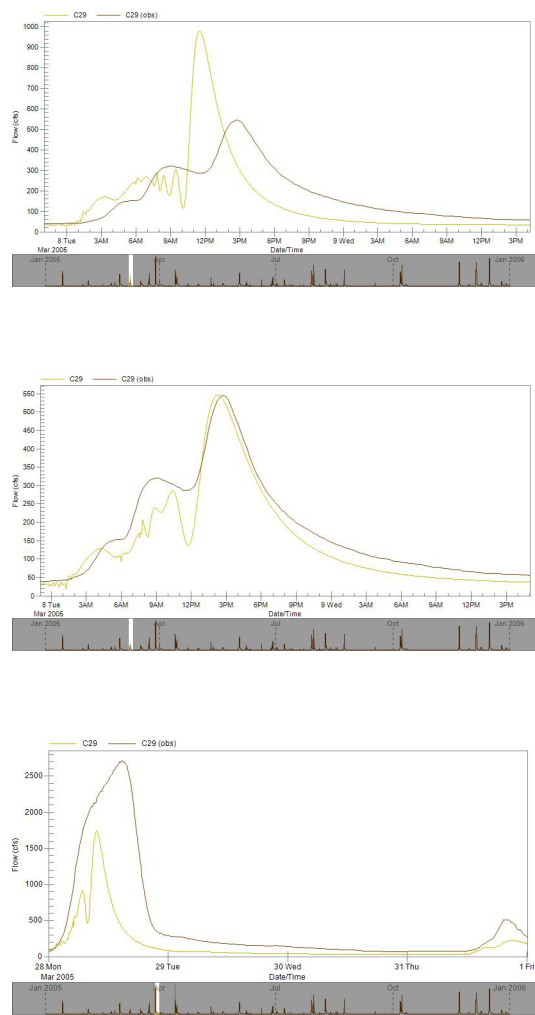 C29 C29 (obs)
1000
900
800
700
600
500
400
300
200
100
0
Flow (cfs)
8 Tue 3AM 6AM 9AM 12PM 3PM 6PM 9PM 9 Wed 3AM 6AM 9AM 12PM 3PM
Mar 2005 Date/Time
Jan 2006 Apr Jul Oct Jan 2006
C29 C29 (obs)
550
500
450
400
350
300
250
200
150
100
50
0
Flow (cfs)
8 Tue 3AM 6AM 9AM 12PM 3PM 6PM 9PM 9 Wed 3AM 6AM 9AM 12PM 3PM
Mar 2005 Date/Time
Jan 2005 Apr Jul Oct Jan 2006
C29 C29 (obs)
2500
2000
1500
1000
500
0
Flow (cfs)
28 Mon 29 Tue 30 Wed 31 Thu 1 Fri
Mar 2005 Date/Time
Jan 2005 Apr Jul Oct Jan 2006